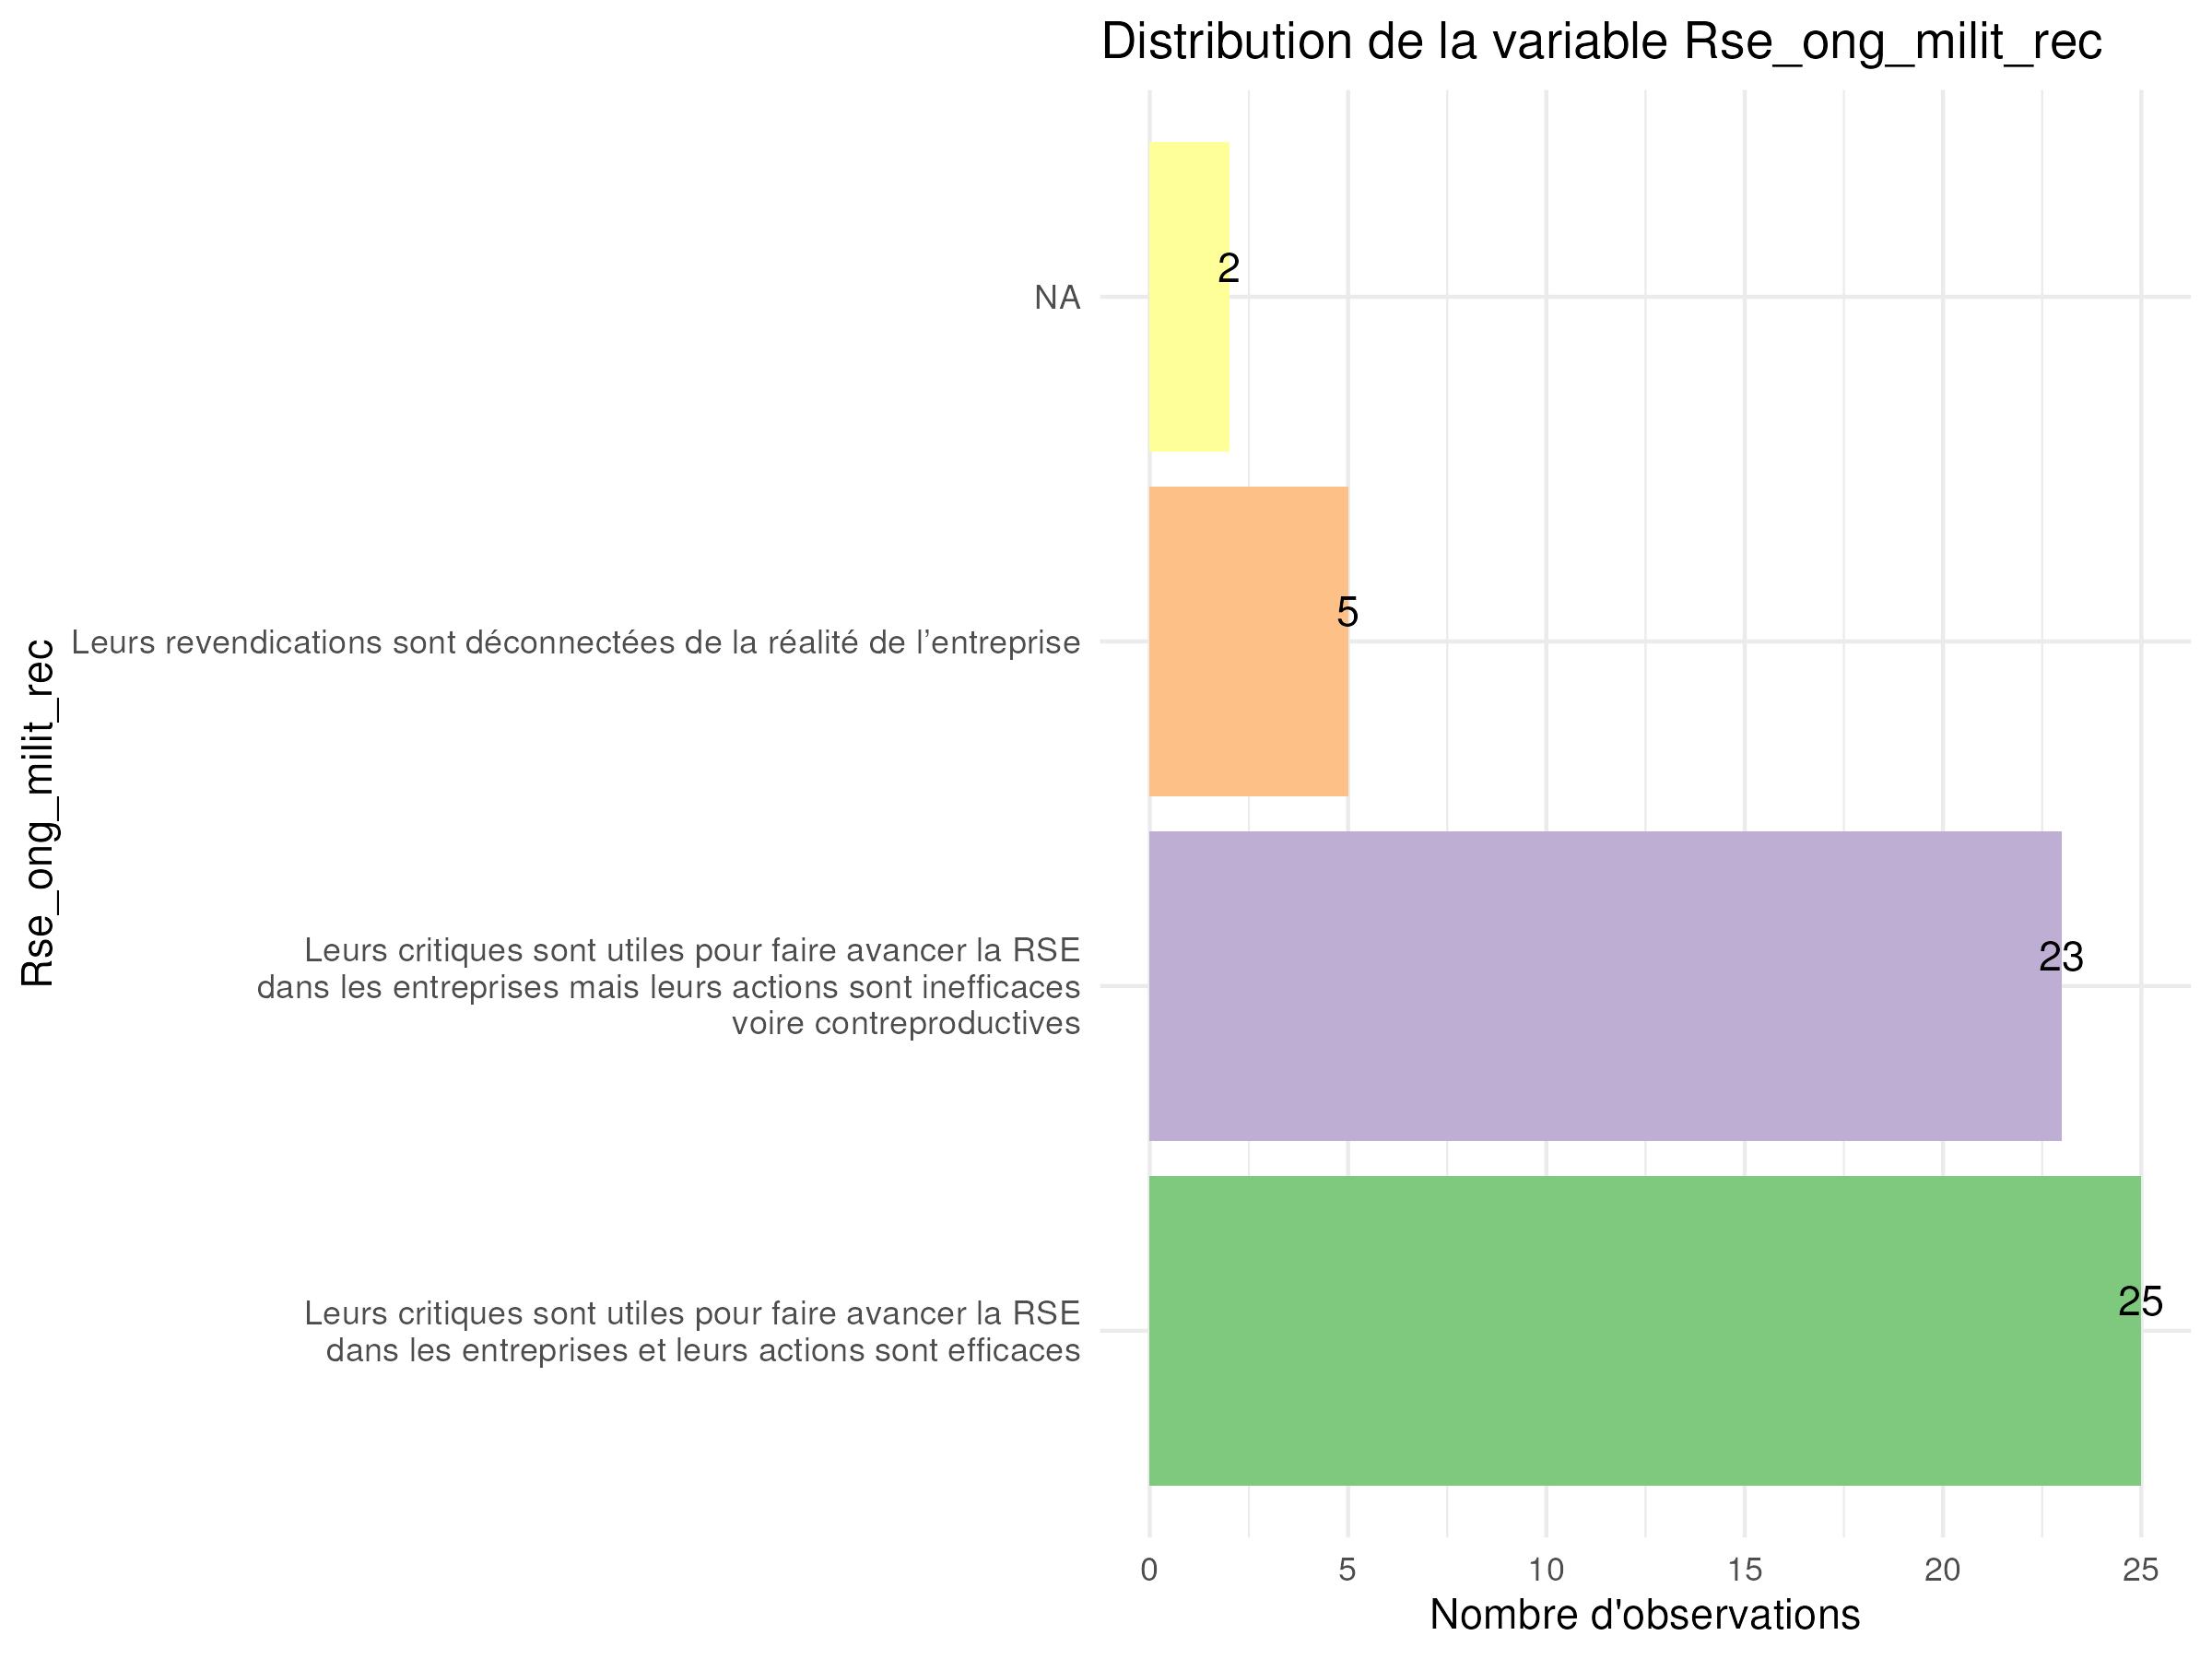 Distribution de la variable Rse_ong_milit_rec
Rse_ong_milit_rec
NA
2
Leurs revendications sont déconnectées de la réalité de l’entreprise
5
Leurs critiques sont utiles pour faire avancer la RSE
dans les entreprises mais leurs actions sont inefficaces
voire contreproductives
23
Leurs critiques sont utiles pour faire avancer la RSE
dans les entreprises et leurs actions sont efficaces
25
0 5 10 15 20 25
Nombre d'observations